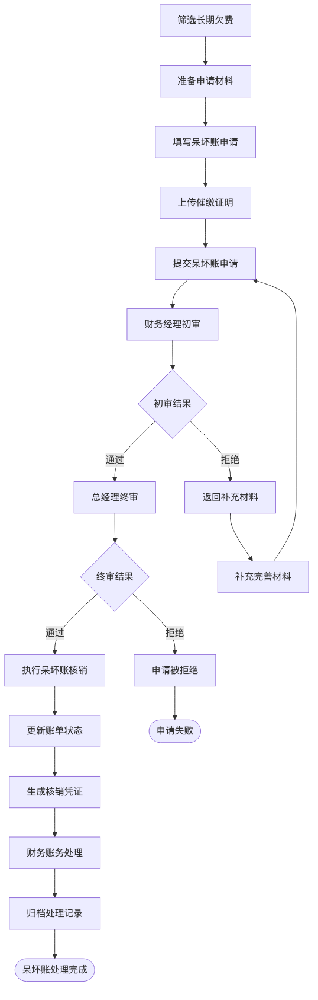 筛选长期欠费
准备申请材料
填写呆坏账申请
上传催缴证明
提交呆坏账申请
财务经理初审
初审结果
通过
拒绝
总经理终审
返回补充材料
终审结果
补充完善材料
通过
拒绝
执行呆坏账核销
申请被拒绝
更新账单状态
申请失败
生成核销凭证
财务账务处理
归档处理记录
呆坏账处理完成